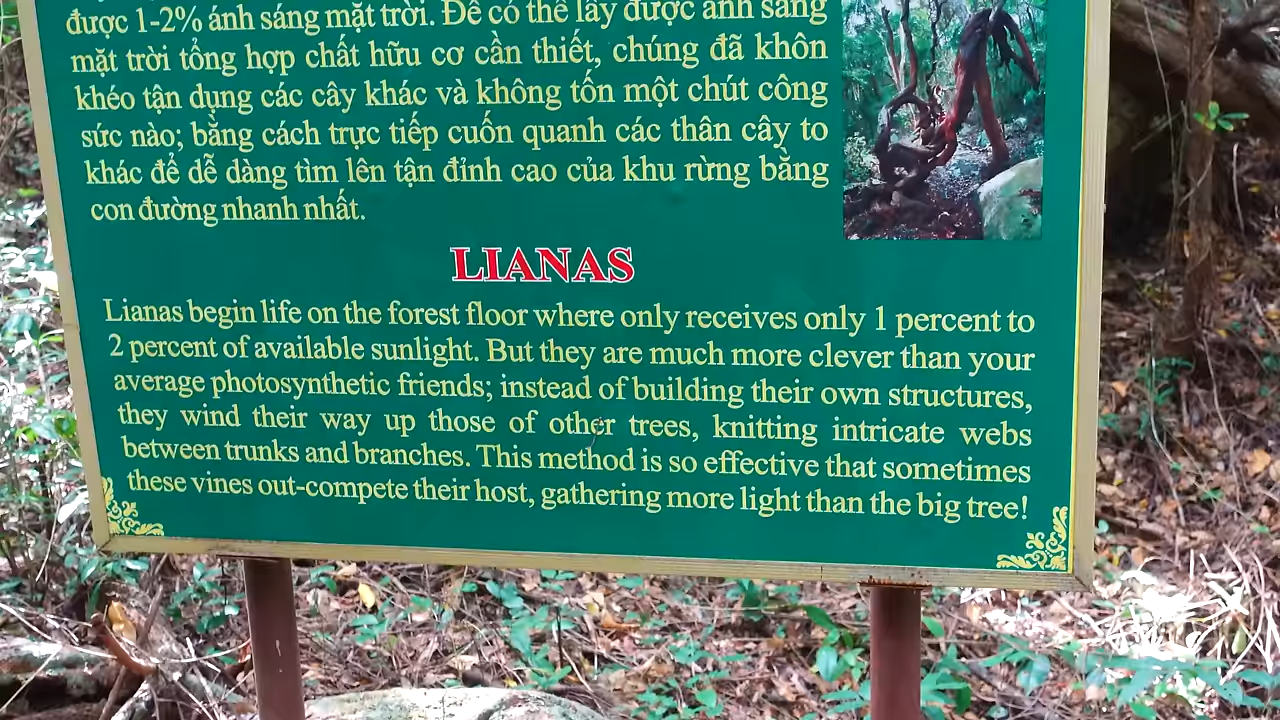 được 1-2% ánh sáng mặt trời. Để có thể lấy được ánh sáng
mặt trời tổng hợp chất hữu cơ cần thiết, chúng đã khôn
khéo tận dụng các cây khác và không tốn một chút công
sức nào; bằng cách trực tiếp cuốn quanh các thân cây to
khác để dễ dàng tìm lên tận đỉnh cao của khu rừng bằng
con đường nhanh nhất.
LIANAS
Lianas begin life on the forest floor where only receives only 1 percent to
2 percent of available sunlight. But they are much more clever than your
average photosynthetic friends; instead of building their own structures,
they wind their way up those of other trees, knitting intricate webs
between trunks and branches. This method is so effective that sometimes
these vines out-compete their host, gathering more light than the big tree!